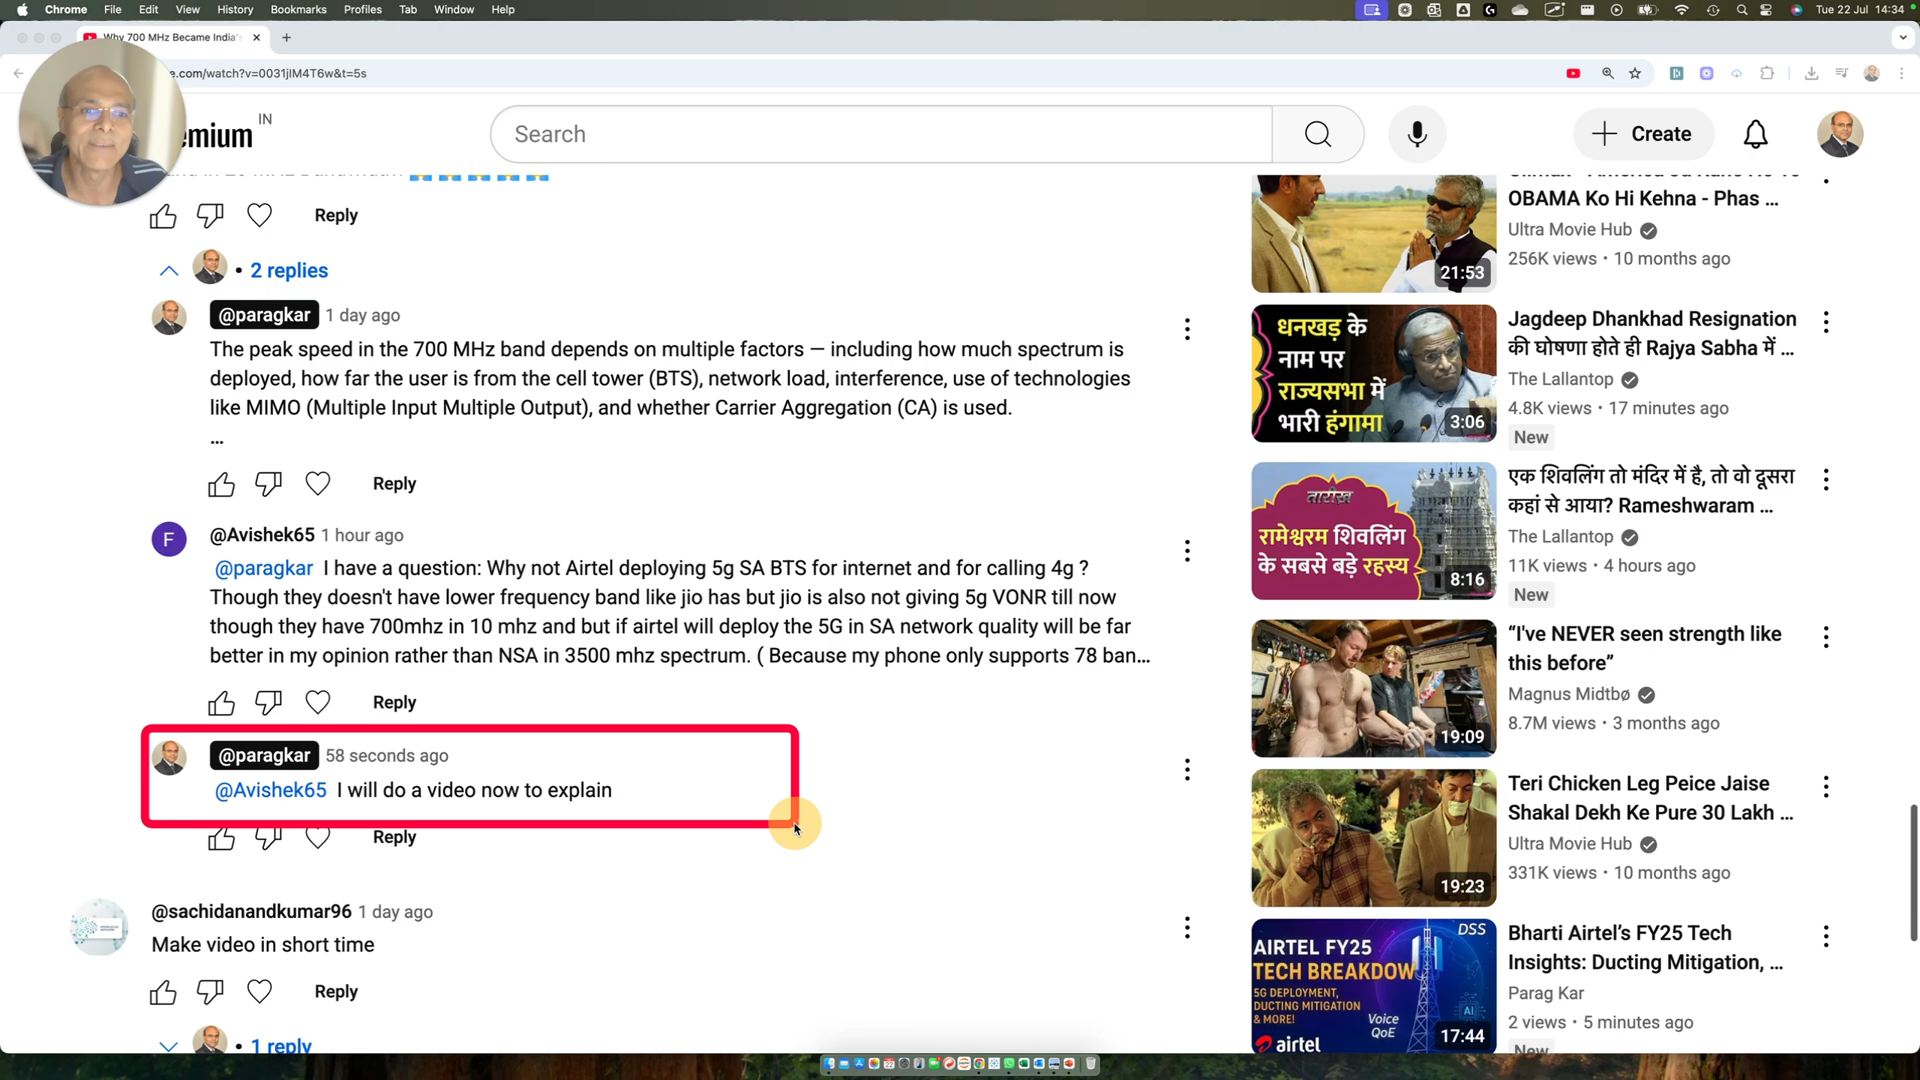 Chrome File Edit View History Bookmarks Profiles Tab Window Help
Tue 22 Jul 14:34
Why 700 MHz Became India's
e.com/watch?v=0031jlM4T6w&t=5s
emium IN
Search
Create
Reply
• 2 replies
@paragkar 1 day ago
The peak speed in the 700 MHz band depends on multiple factors — including how much spectrum is
deployed, how far the user is from the cell tower (BTS), network load, interference, use of technologies
like MIMO (Multiple Input Multiple Output), and whether Carrier Aggregation (CA) is used.
...
Reply
F
@Avishek65 1 hour ago
@paragkar I have a question: Why not Airtel deploying 5g SA BTS for internet and for calling 4g ?
Though they doesn't have lower frequency band like jio has but jio is also not giving 5g VONR till now
though they have 700mhz in 10 mhz and but if airtel will deploy the 5G in SA network quality will be far
better in my opinion rather than NSA in 3500 mhz spectrum. ( Because my phone only supports 78 ban...
Reply
@paragkar 58 seconds ago
@Avishek65 I will do a video now to explain
Reply
@sachidanandkumar96 1 day ago
Make video in short time
Reply
• 1 reply
OBAMA Ko Hi Kehna - Phas ...
Ultra Movie Hub
256K views • 10 months ago
21:53
धनखड़ के
नाम पर
राज्यसभा में
भारी हंगामा
3:06
Jagdeep Dhankhad Resignation
की घोषणा होते ही Rajya Sabha में ...
The Lallantop
4.8K views • 17 minutes ago
New
तारीख़
रामेश्वरम शिवलिंग
के सबसे बड़े रहस्य
8:16
एक शिवलिंग तो मंदिर में है, तो वो दूसरा
कहां से आया? Rameshwaram ...
The Lallantop
11K views • 4 hours ago
New
19:09
“I've NEVER seen strength like
this before”
Magnus Midtbø
8.7M views • 3 months ago
19:23
Teri Chicken Leg Peice Jaise
Shakal Dekh Ke Pure 30 Lakh ...
Ultra Movie Hub
331K views • 10 months ago
DSS
AIRTEL FY25
TECH BREAKDOW
5G DEPLOYMENT,
DUCTING MITIGATION
& MORE!
Voice
QoE
AI
airtel
17:44
Bharti Airtel’s FY25 Tech
Insights: Ducting Mitigation, ...
Parag Kar
2 views • 5 minutes ago
New